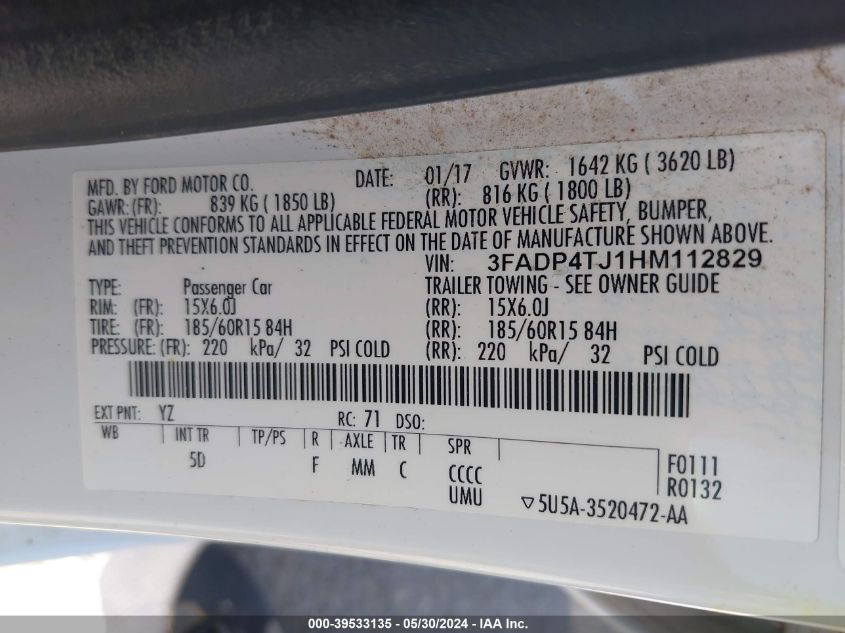 MFD. BY FORD MOTOR CO. DATE: 01/17 GVWR: 1642 KG ( 3620 LB)
GAWR: (FR): 839 KG ( 1850 LB) (RR): 816 KG ( 1800 LB)
THIS VEHICLE CONFORMS TO ALL APPLICABLE FEDERAL MOTOR VEHICLE SAFETY, BUMPER,
AND THEFT PREVENTION STANDARDS IN EFFECT ON THE DATE OF MANUFACTURE SHOWN ABOVE.
VIN: 3FADP4TJ1HM112829
TYPE: Passenger Car TRAILER TOWING - SEE OWNER GUIDE
RIM: (FR): 15X6.0J (RR): 15X6.0J
TIRE: (FR): 185/60R15 84H (RR): 185/60R15 84H
PRESSURE: (FR): 220 kPa/ 32 PSI COLD (RR): 220 kPa/ 32 PSI COLD
EXT PNT: YZ RC: 71 DSO:
WB INT TR TP/PS R AXLE TR SPR F0111
5D F MM C CCCC R0132
UMU ▽5U5A-3520472-AA
000-39533135 - 05/30/2024 - IAA Inc.